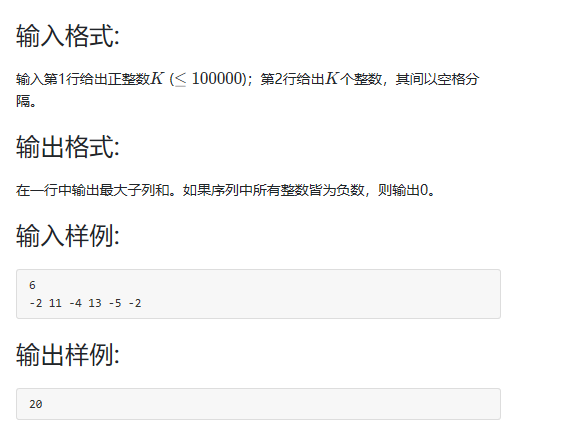 输入格式:
输入第1行给出正整数K (≤ 100000)；第2行给出K个整数，其间以空格分
隔。
输出格式:
在一行中输出最大子列和。如果序列中所有整数皆为负数，则输出0。
输入样例:
6
-2 11 -4 13 -5 -2
输出样例:
20